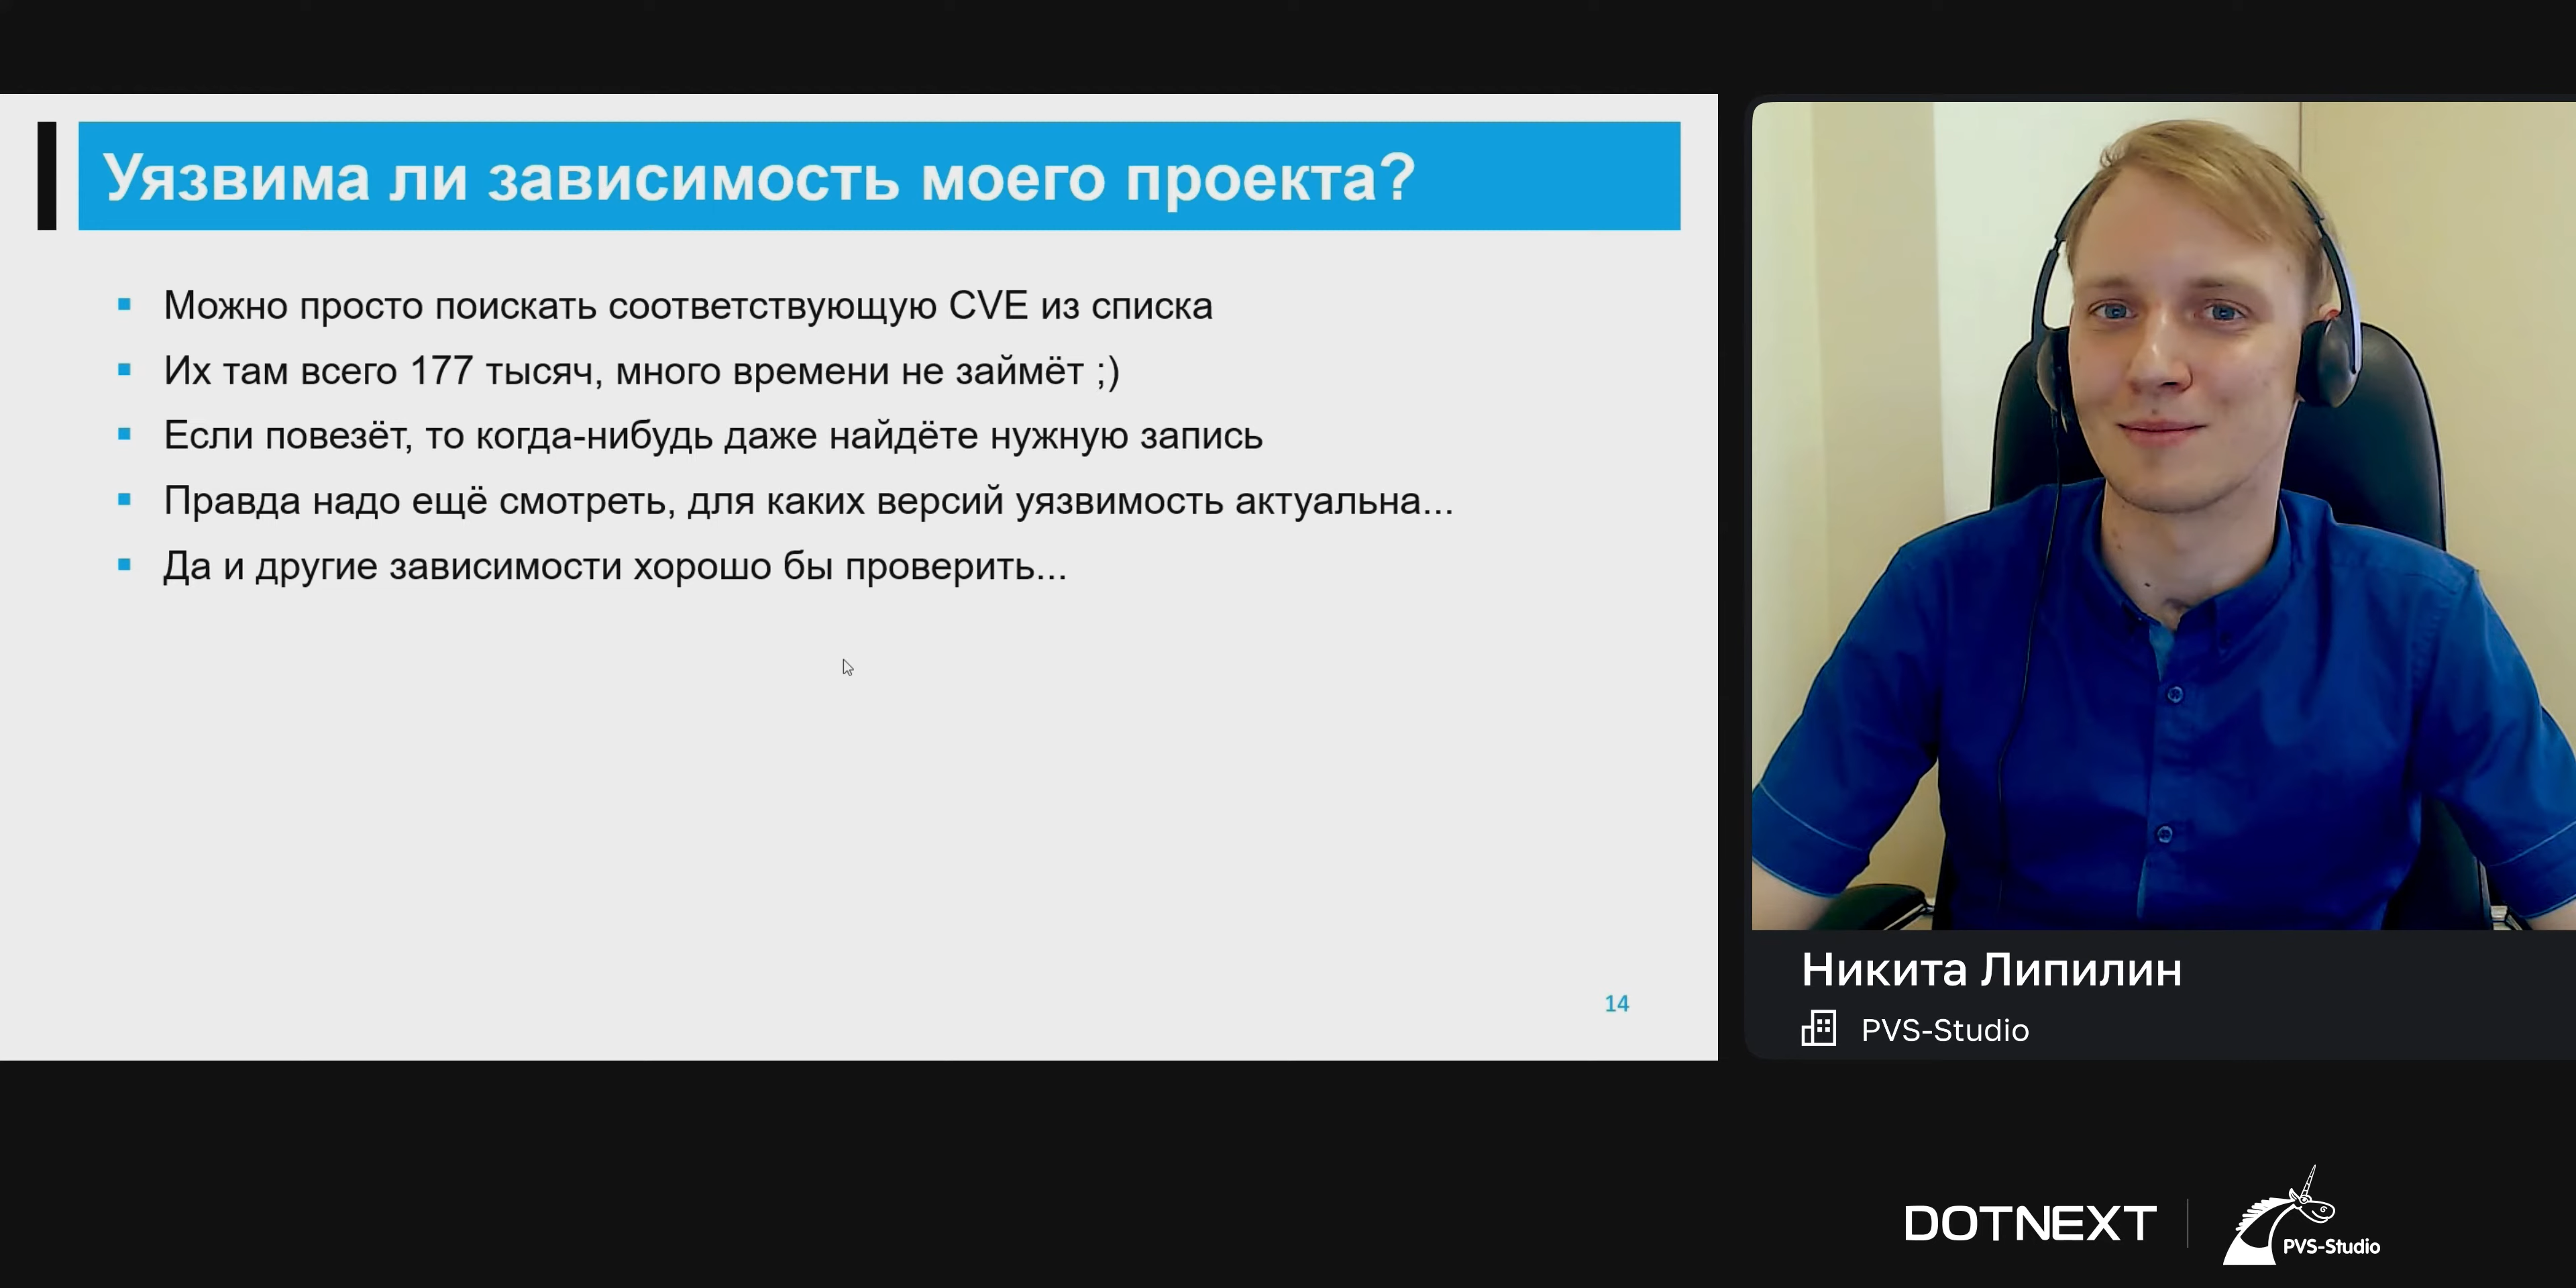 Уязвима ли зависимость моего проекта?
Можно просто поискать соответствующую CVE из списка
Их там всего 177 тысяч, много времени не займёт ;)
Если повезёт, то когда-нибудь даже найдёте нужную запись
Правда надо ещё смотреть, для каких версий уязвимость актуальна...
Да и другие зависимости хорошо бы проверить...
14
Никита Липилин
PVS-Studio
DOTNEXT
PVS-Studio